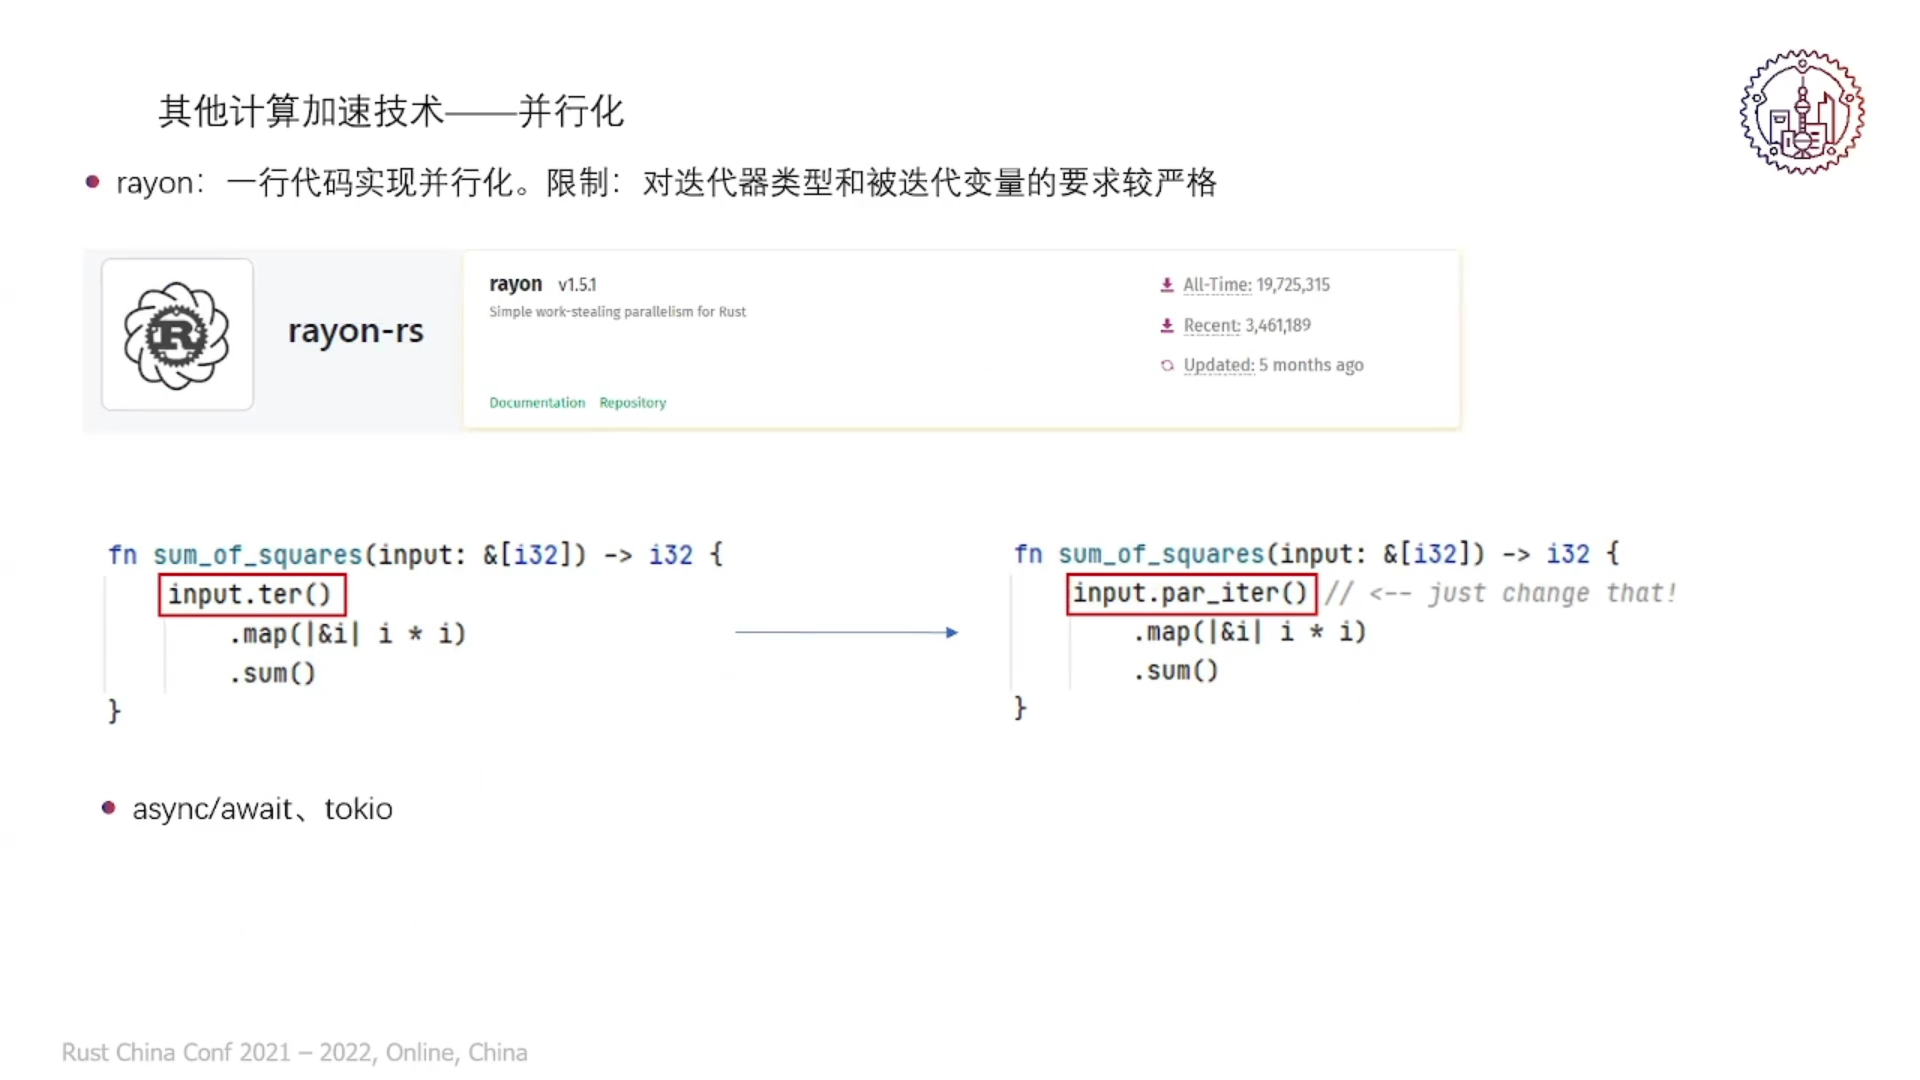 其他计算加速技术——并行化
rayon：一行代码实现并行化。限制：对迭代器类型和被迭代变量的要求较严格
rayon-rs
rayon v1.5.1
Simple work-stealing parallelism for Rust
Documentation Repository
All-Time: 19,725,315
Recent: 3,461,189
Updated: 5 months ago
fn sum_of_squares(input: &[i32]) -> i32 {
input.ter()
.map(|&i| i * i)
.sum()
}
fn sum_of_squares(input: &[i32]) -> i32 {
input.par_iter() // <-- just change that!
.map(|&i| i * i)
.sum()
}
async/await、tokio
Rust China Conf 2021 – 2022, Online, China